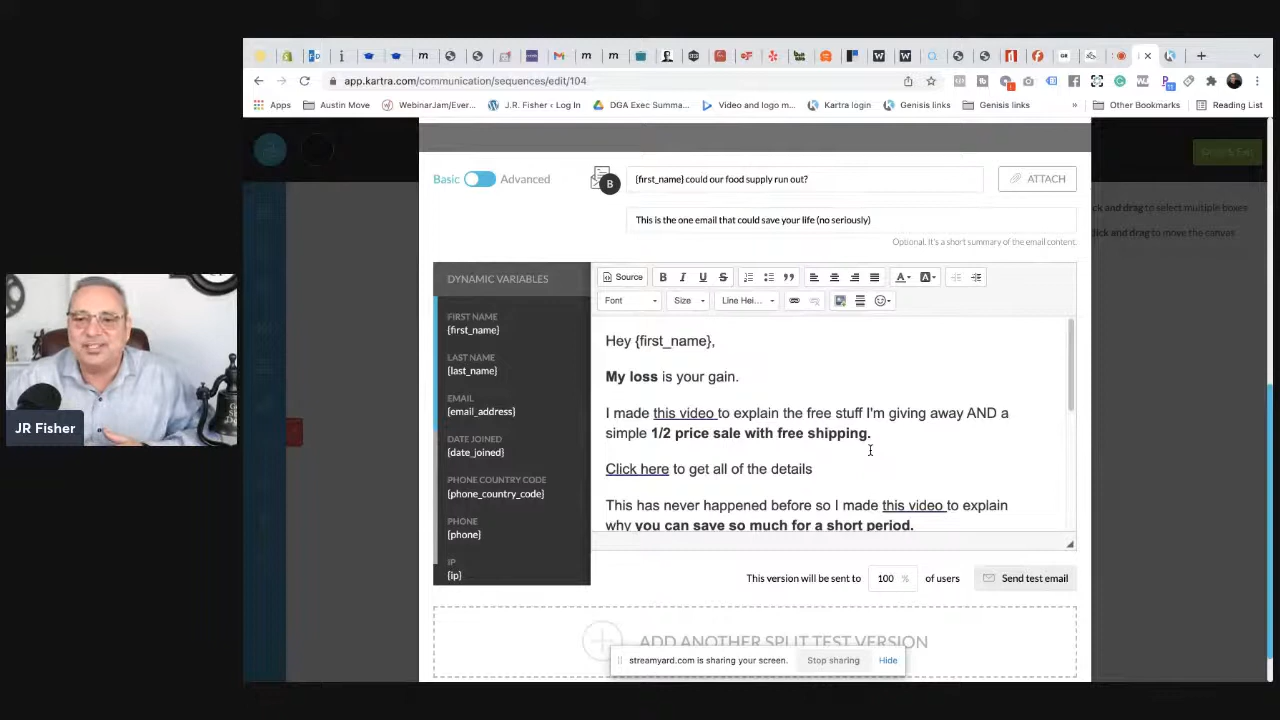 app.kartra.com/communication/sequences/edit/104
Apps
Austin Move
WebinarJam/Ever...
J.R. Fisher ‹ Log In
DGA Exec Summa...
Video and logo m...
Kartra login
Genisis links
Genisis links
»
Other Bookmarks
Reading List
Basic
Advanced
B
{first_name} could our food supply run out?
ATTACH
ck and drag to select multiple boxes
This is the one email that could save your life (no seriously)
lick and drag to move the canvas
Optional. It's a short summary of the email content.
DYNAMIC VARIABLES
FIRST NAME
{first_name}
LAST NAME
{last_name}
EMAIL
{email_address}
DATE JOINED
{date_joined}
PHONE COUNTRY CODE
{phone_country_code}
PHONE
{phone}
IP
{ip}
Source B I U S
Font Size Line Hei...
Hey {first_name},
My loss is your gain.
I made this video to explain the free stuff I'm giving away AND a
simple 1/2 price sale with free shipping.
Click here to get all of the details
This has never happened before so I made this video to explain
why you can save so much for a short period.
JR Fisher
This version will be sent to 100 % of users
Send test email
ADD ANOTHER SPLIT TEST VERSION
streamyard.com is sharing your screen. Stop sharing Hide